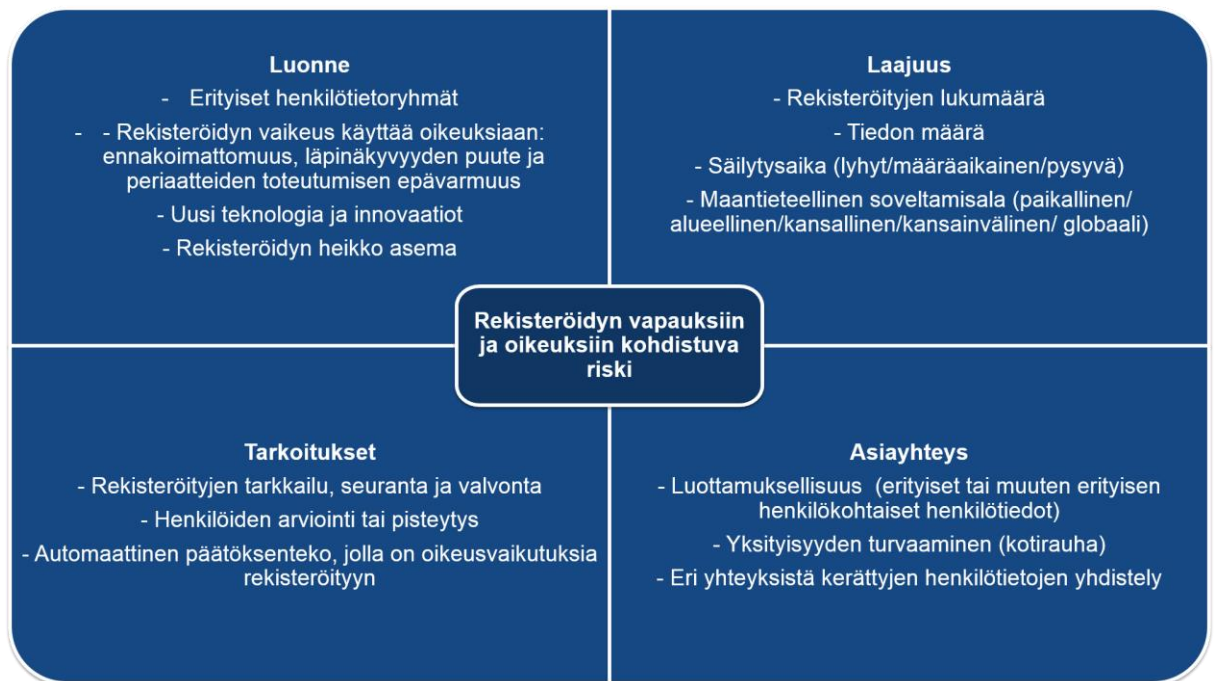 Luonne
- Erityiset henkilötietoryhmät
- - Rekisteröidyn vaikeus käyttää oikeuksiaan:
ennakoimattomuus, läpinäkyvyyden puute ja
periaatteiden toteutumisen epävarmuus
- Uusi teknologia ja innovaatiot
- Rekisteröidyn heikko asema
Laajuus
- Rekisteröityjen lukumäärä
- Tiedon määrä
- Säilytysaika (lyhyt/määräaikainen/pysyvä)
- Maantieteellinen soveltamisala (paikallinen/
alueellinen/kansallinen/kansainvälinen/ globaali)
Rekisteröidyn vapauksiin
ja oikeuksiin kohdistuva
riski
Tarkoitukset
- Rekisteröityjen tarkkailu, seuranta ja valvonta
- Henkilöiden arviointi tai pisteytys
- Automaattinen päätöksenteko, jolla on oikeusvaikutuksia
rekisteröityyn
Asiayhteys
- Luottamuksellisuus (erityiset tai muuten erityisen
henkilökohtaiset henkilötiedot)
- Yksityisyyden turvaaminen (kotirauha)
- Eri yhteyksistä kerättyjen henkilötietojen yhdistely